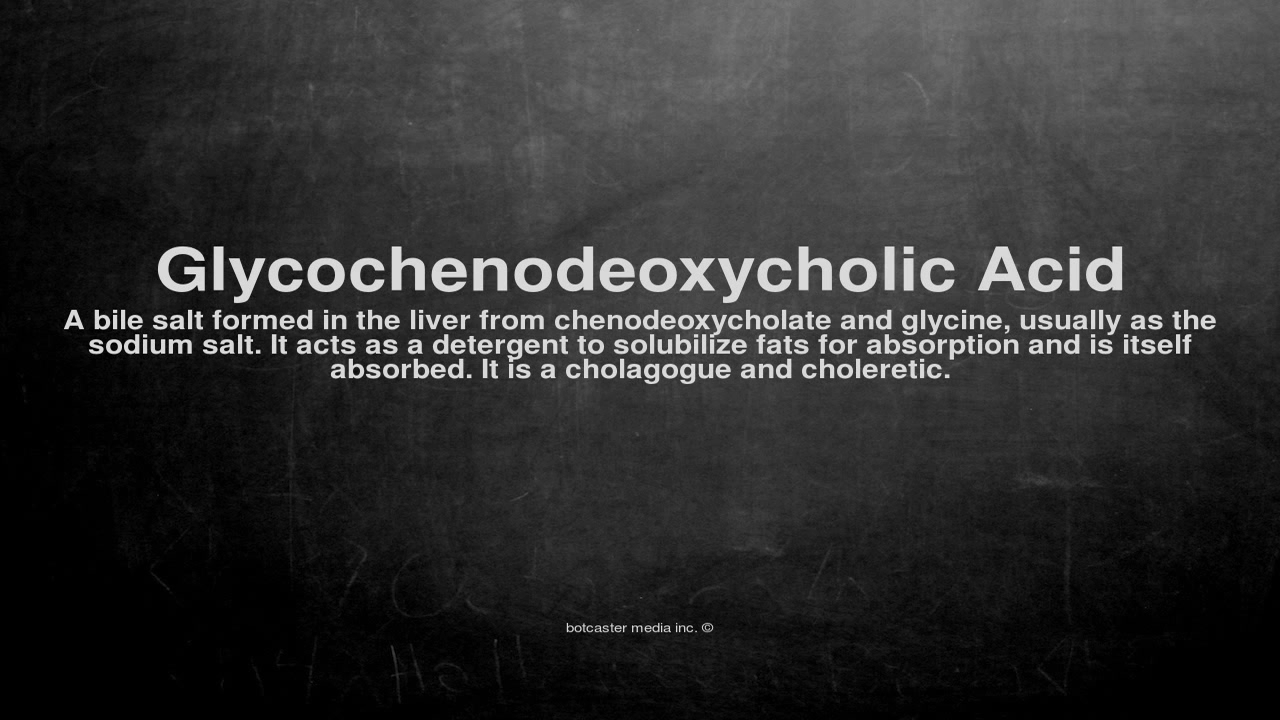 Glycochenodeoxycholic Acid
A bile salt formed in the liver from chenodeoxycholate and glycine, usually as the
sodium salt. It acts as a detergent to solubilize fats for absorption and is itself
absorbed. It is a cholagogue and choleretic.
botcaster media inc. ©